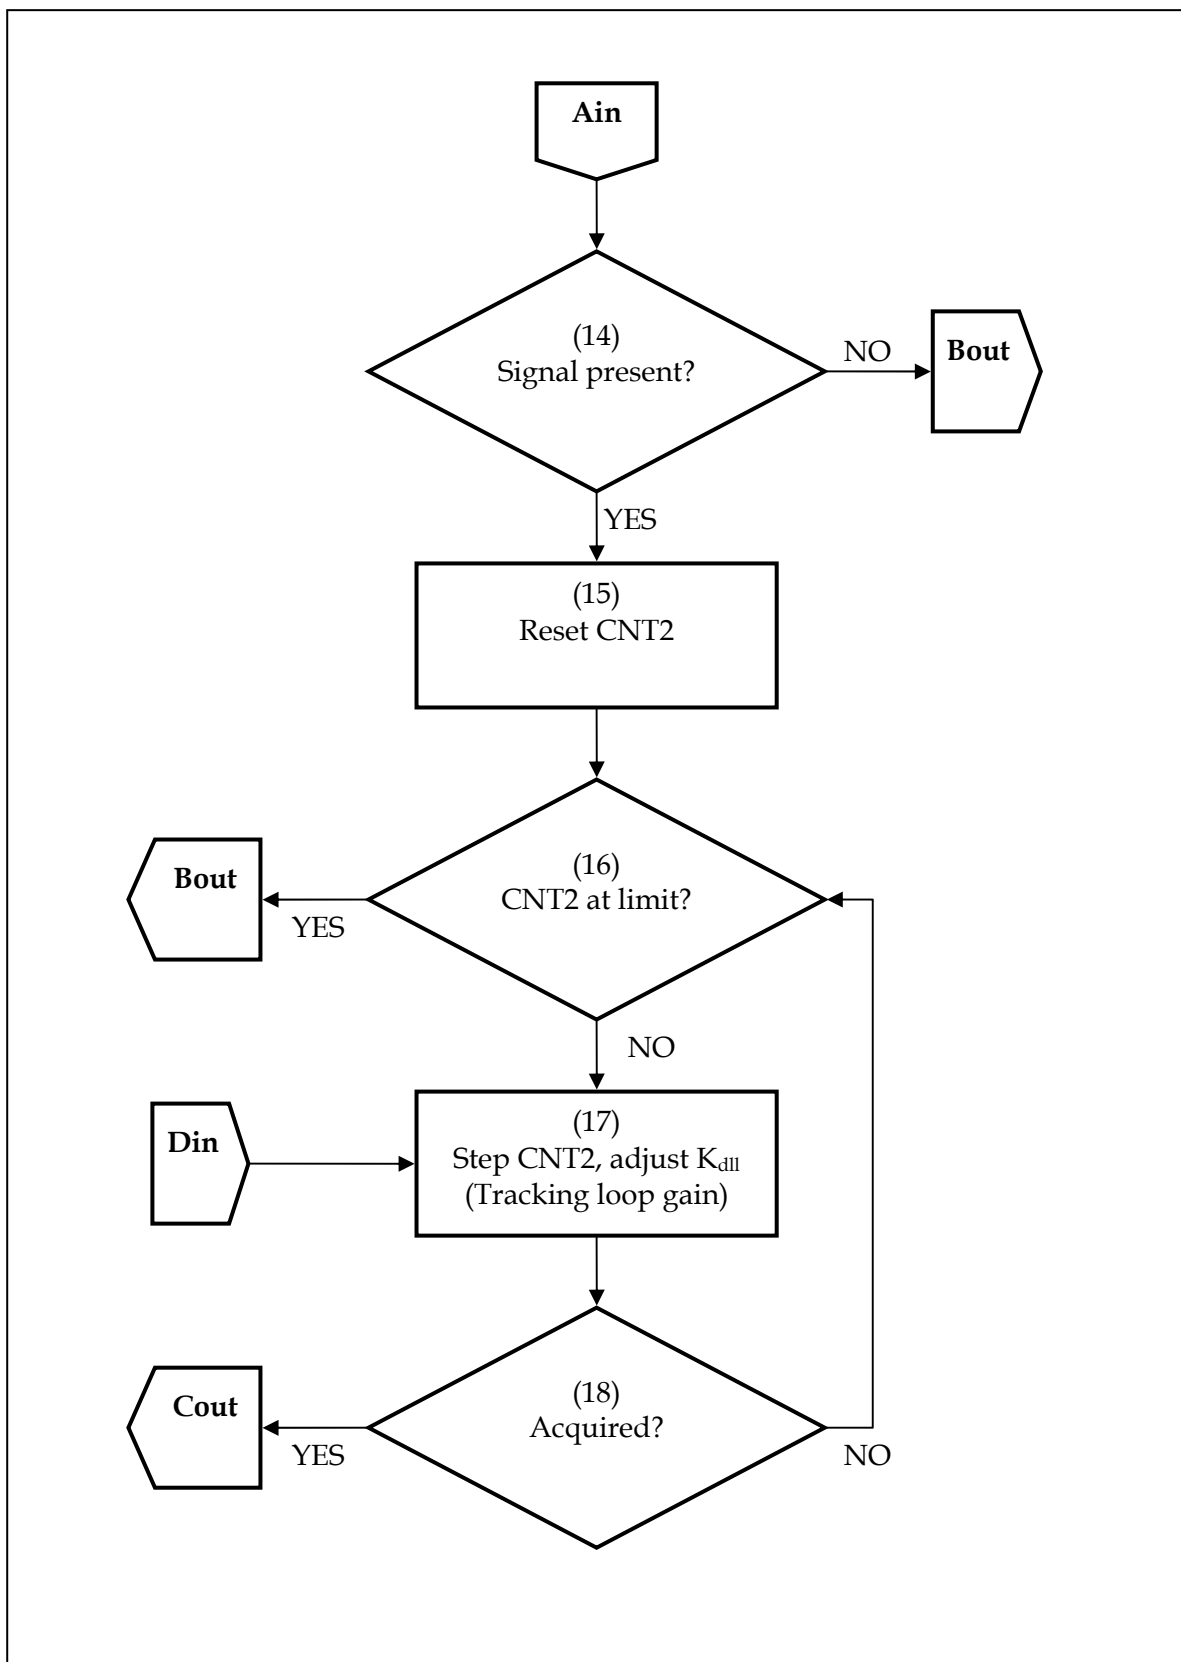 Ain
(14)
Signal present?
NO
Bout
YES
(15)
Reset CNT2
(16)
CNT2 at limit?
Bout
YES
NO
Din
(17)
Step CNT2, adjust Kdll
(Tracking loop gain)
(18)
Acquired?
Cout
YES
NO